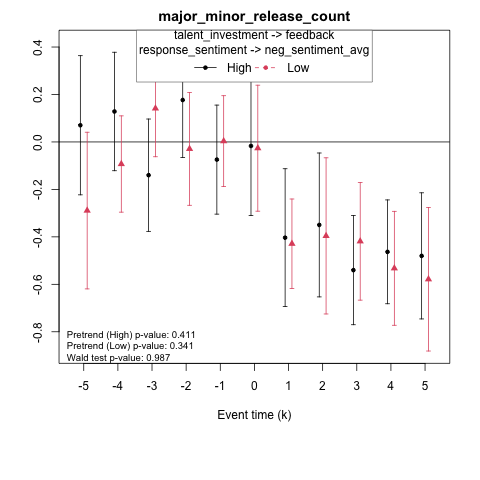 major_minor_release_count
talent_investment -> feedback
response_sentiment -> neg_sentiment_avg
High Low
0.4
0.2
0.0
-0.2
-0.4
-0.6
-0.8
Pretrend (High) p-value: 0.411
Pretrend (Low) p-value: 0.341
Wald test p-value: 0.987
-5 -4 -3 -2 -1 0 1 2 3 4 5
Event time (k)